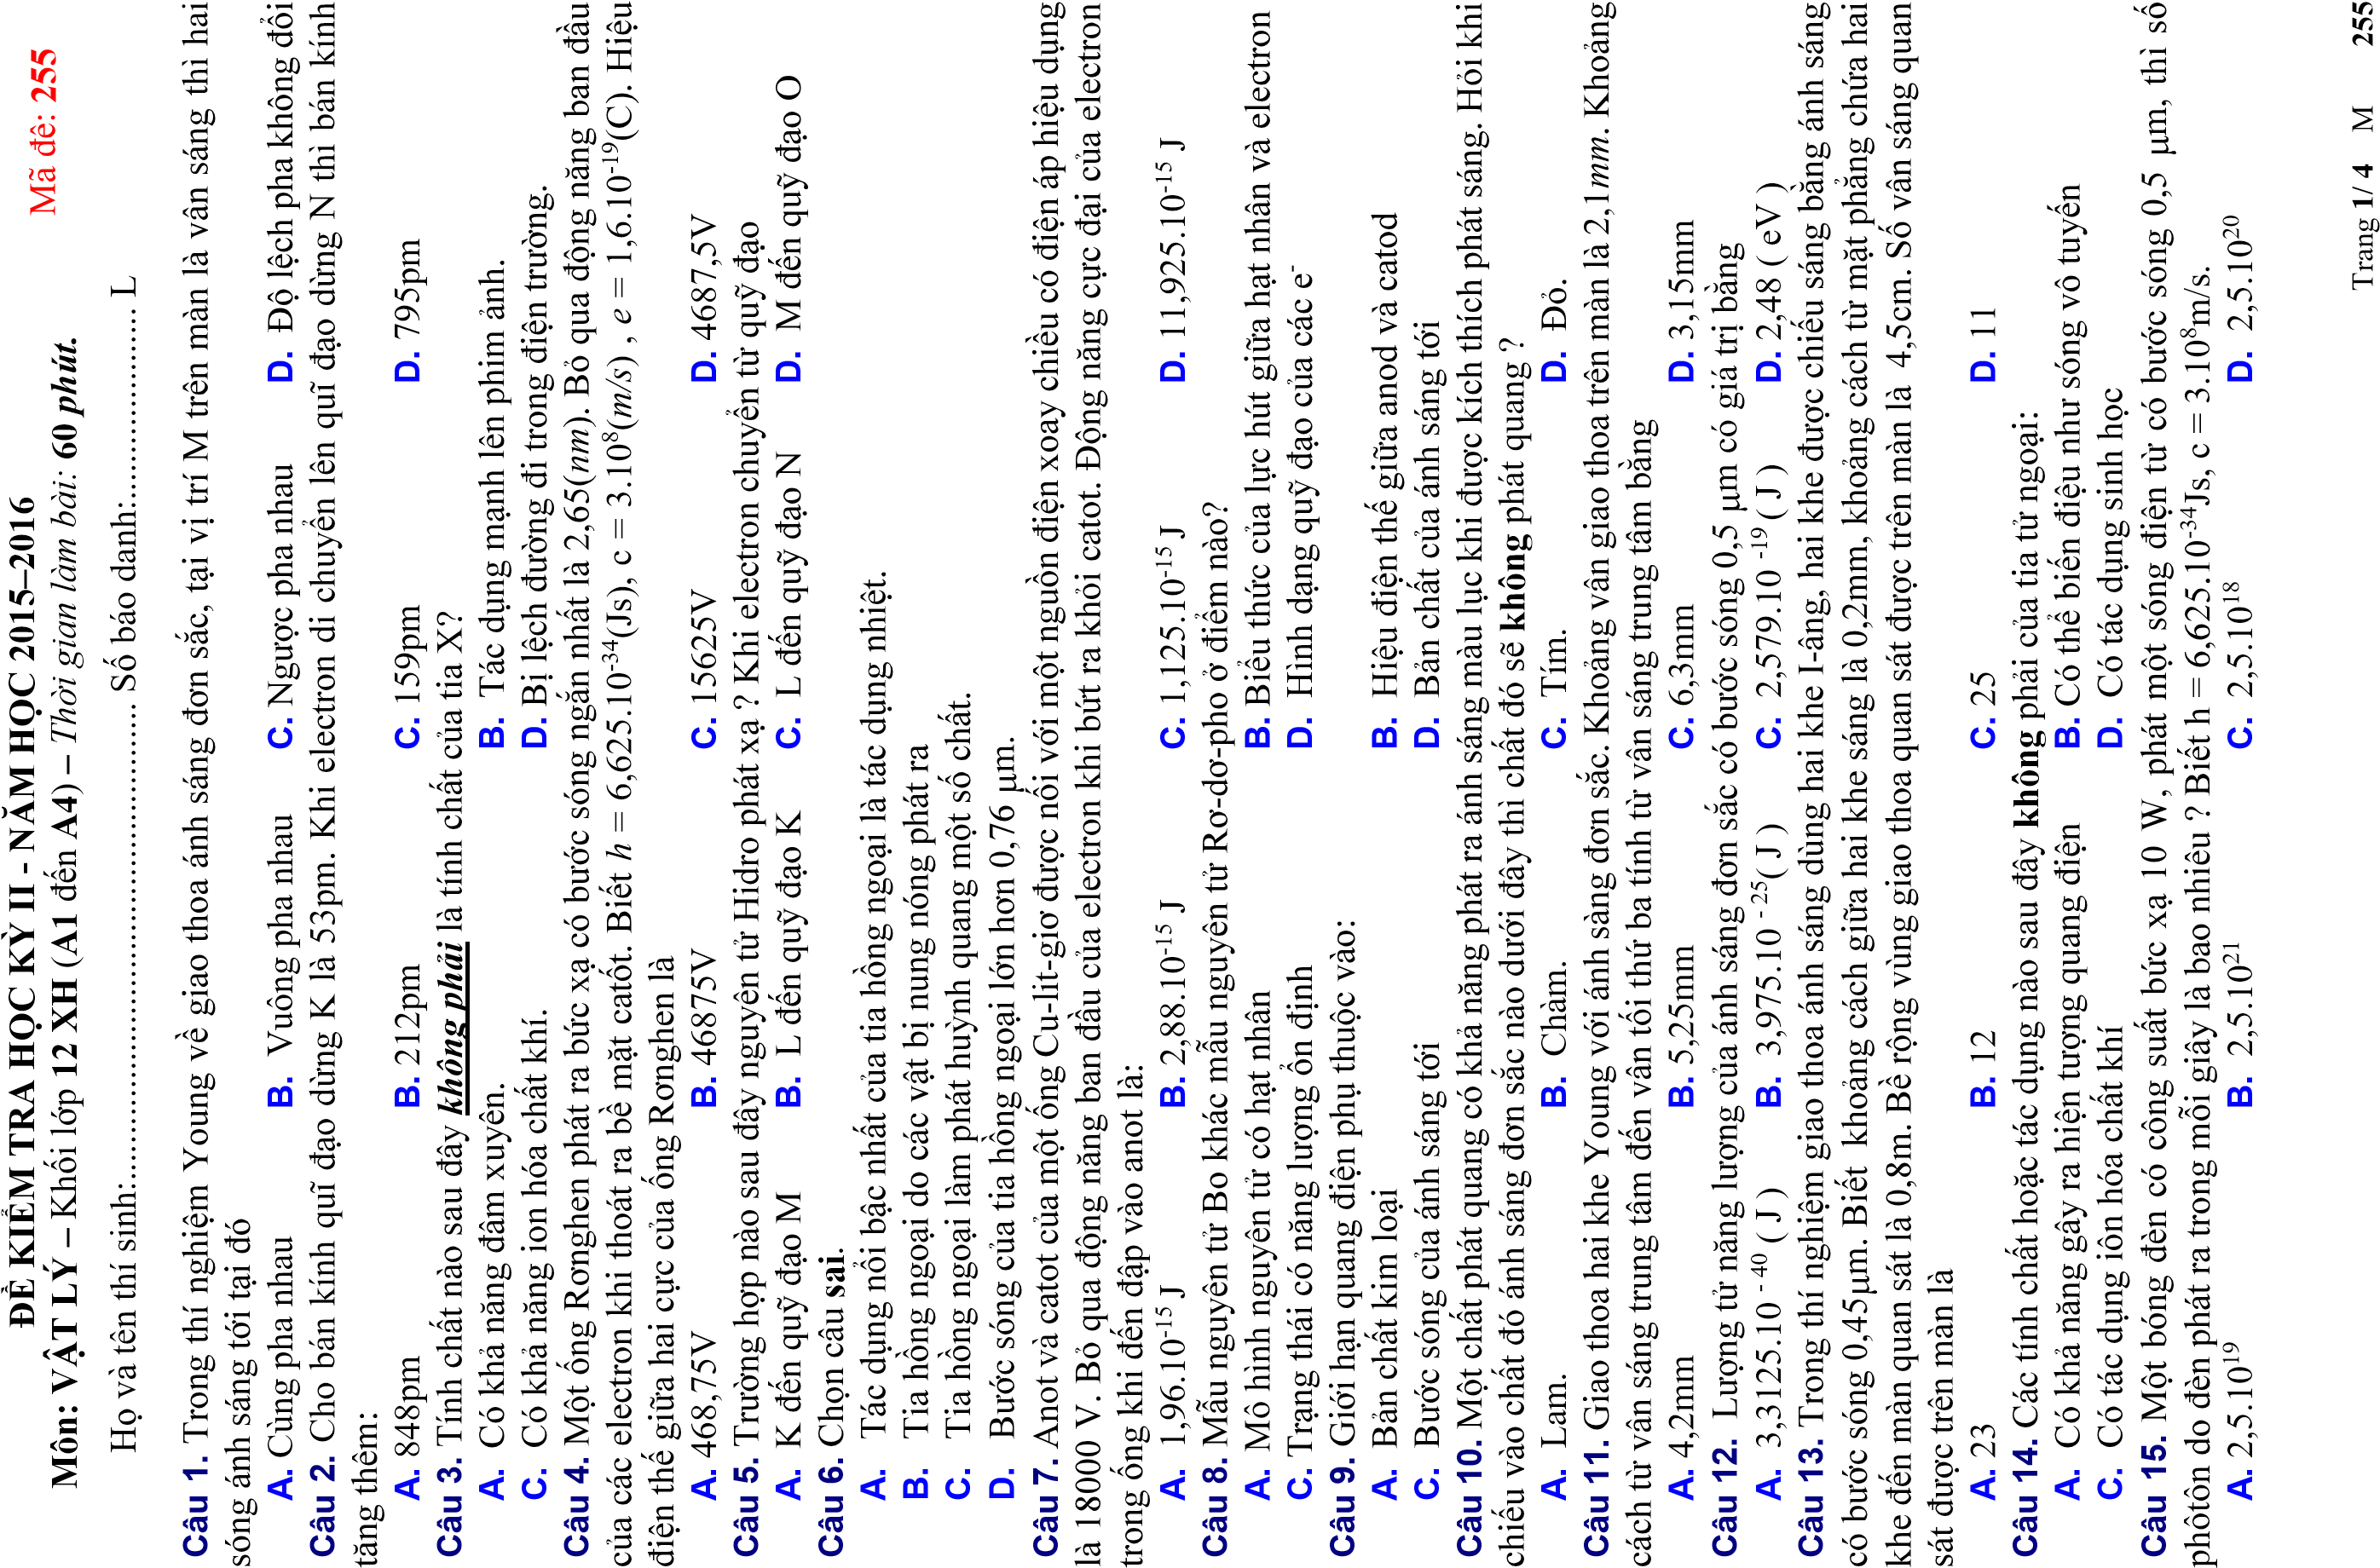 ĐỀ KIỂM TRA HỌC KỲ II - NĂM HỌC 2015–2016
Mã đề: 255
Môn: VẬT LÝ – Khối lớp 12 XH (A1 đến A4) – Thời gian làm bài: 60 phút.
Họ và tên thí sinh:.................................................. Số báo danh:...................... L
Câu 1. Trong thí nghiệm Young về giao thoa ánh sáng đơn sắc, tại vị trí M trên màn là vân sáng thì hai
sóng ánh sáng tới tại đó
A. Cùng pha nhau B. Vuông pha nhau C. Ngược pha nhau D. Độ lệch pha không đổi
Câu 2. Cho bán kính quĩ đạo dừng K là 53pm. Khi electron di chuyển lên quĩ đạo dừng N thì bán kính
tăng thêm:
A. 848pm B. 212pm C. 159pm D. 795pm
Câu 3. Tính chất nào sau đây không phải là tính chất của tia X?
A. Có khả năng đâm xuyên. B. Tác dụng mạnh lên phim ảnh.
C. Có khả năng ion hóa chất khí. D. Bị lệch đường đi trong điện trường.
Câu 4. Một ống Rơnghen phát ra bức xạ có bước sóng ngắn nhất là 2,65(nm). Bỏ qua động năng ban đầu
của các electron khi thoát ra bề mặt catôt. Biết h = 6,625.10⁻³⁴(Js), c = 3.10⁸(m/s) , e = 1,6.10⁻¹⁹(C). Hiệu
điện thế giữa hai cực của ống Rơnghen là
A. 468,75V B. 46875V C. 15625V D. 4687,5V
Câu 5. Trường hợp nào sau đây nguyên tử Hidro phát xạ ? Khi electron chuyển từ quỹ đạo
A. K đến quỹ đạo M B. L đến quỹ đạo K C. L đến quỹ đạo N D. M đến quỹ đạo O
Câu 6. Chọn câu sai.
A. Tác dụng nổi bậc nhất của tia hồng ngoại là tác dụng nhiệt.
B. Tia hồng ngoại do các vật bị nung nóng phát ra
C. Tia hồng ngoại làm phát huỳnh quang một số chất.
D. Bước sóng của tia hồng ngoại lớn hơn 0,76 μm.
Câu 7. Anot và catot của một ống Cu-lit-giơ được nối với một nguồn điện xoay chiều có điện áp hiệu dụng
là 18000 V. Bỏ qua động năng ban đầu của electron khi bứt ra khỏi catot. Động năng cực đại của electron
trong ống khi đến đập vào anot là:
A. 1,96.10⁻¹⁵ J B. 2,88.10⁻¹⁵ J C. 1,125.10⁻¹⁵ J D. 11,925.10⁻¹⁵ J
Câu 8. Mẫu nguyên tử Bo khác mẫu nguyên tử Rơ-dơ-pho ở điểm nào?
A. Mô hình nguyên tử có hạt nhân B. Biểu thức của lực hút giữa hạt nhân và electron
C. Trạng thái có năng lượng ổn định D. Hình dạng quỹ đạo của các e⁻
Câu 9. Giới hạn quang điện phụ thuộc vào:
A. Bản chất kim loại B. Hiệu điện thế giữa anod và catod
C. Bước sóng của ánh sáng tới D. Bản chất của ánh sáng tới
Câu 10. Một chất phát quang có khả năng phát ra ánh sáng màu lục khi được kích thích phát sáng. Hỏi khi
chiếu vào chất đó ánh sáng đơn sắc nào dưới đây thì chất đó sẽ không phát quang ?
A. Lam. B. Chàm. C. Tím. D. Đỏ.
Câu 11. Giao thoa hai khe Young với ánh sàng đơn sắc. Khoảng vân giao thoa trên màn là 2,1mm. Khoảng
cách từ vân sáng trung tâm đến vân tối thứ ba tính từ vân sáng trung tâm bằng
A. 4,2mm B. 5,25mm C. 6,3mm D. 3,15mm
Câu 12. Lượng tử năng lượng của ánh sáng đơn sắc có bước sóng 0,5 μm có giá trị bằng
A. 3,3125.10 ⁻ ⁴⁰ ( J ) B. 3,975.10 ⁻ ²⁵( J ) C. 2,579.10 ⁻¹⁹ ( J ) D. 2,48 ( eV )
Câu 13. Trong thí nghiệm giao thoa ánh sáng dùng hai khe I-âng, hai khe được chiếu sáng bằng ánh sáng
có bước sóng 0,45μm. Biết khoảng cách giữa hai khe sáng là 0,2mm, khoảng cách từ mặt phẳng chứa hai
khe đến màn quan sát là 0,8m. Bề rộng vùng giao thoa quan sát được trên màn là 4,5cm. Số vân sáng quan
sát được trên màn là
A. 23 B. 12 C. 25 D. 11
Câu 14. Các tính chất hoặc tác dụng nào sau đây không phải của tia tử ngoại:
A. Có khả năng gây ra hiện tượng quang điện B. Có thể biến điệu như sóng vô tuyến
C. Có tác dụng iôn hóa chất khí D. Có tác dụng sinh học
Câu 15. Một bóng đèn có công suất bức xạ 10 W, phát một sóng điện từ có bước sóng 0,5 μm, thì số
phôtôn do đèn phát ra trong mỗi giây là bao nhiêu ? Biết h = 6,625.10⁻³⁴Js, c = 3.10⁸m/s.
A. 2,5.10¹⁹ B. 2,5.10²¹ C. 2,5.10¹⁸ D. 2,5.10²⁰
Trang 1/ 4 M 255